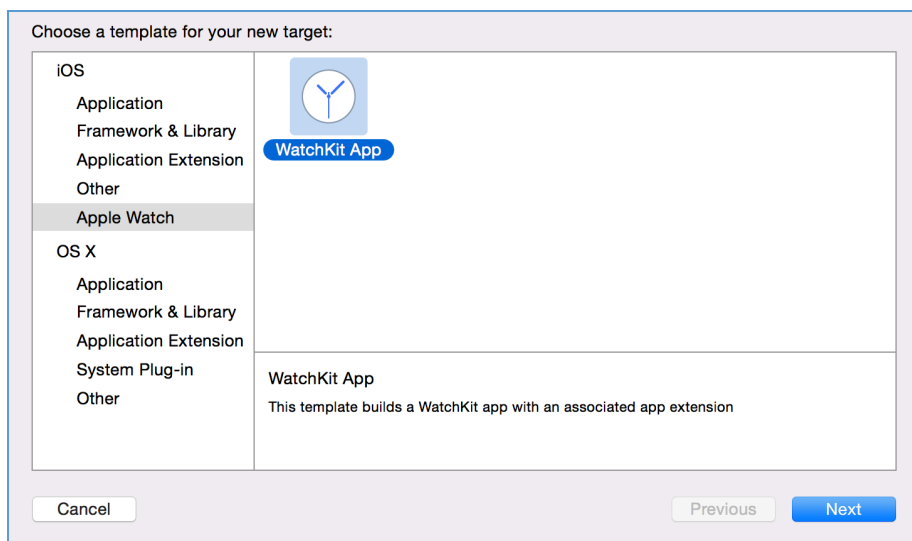 Choose a template for your new target:
iOS
Application
Framework & Library
Application Extension
Other
Apple Watch
OS X
Application
Framework & Library
Application Extension
System Plug-in
Other
WatchKit App
WatchKit App
This template builds a WatchKit app with an associated app extension
Cancel
Previous
Next